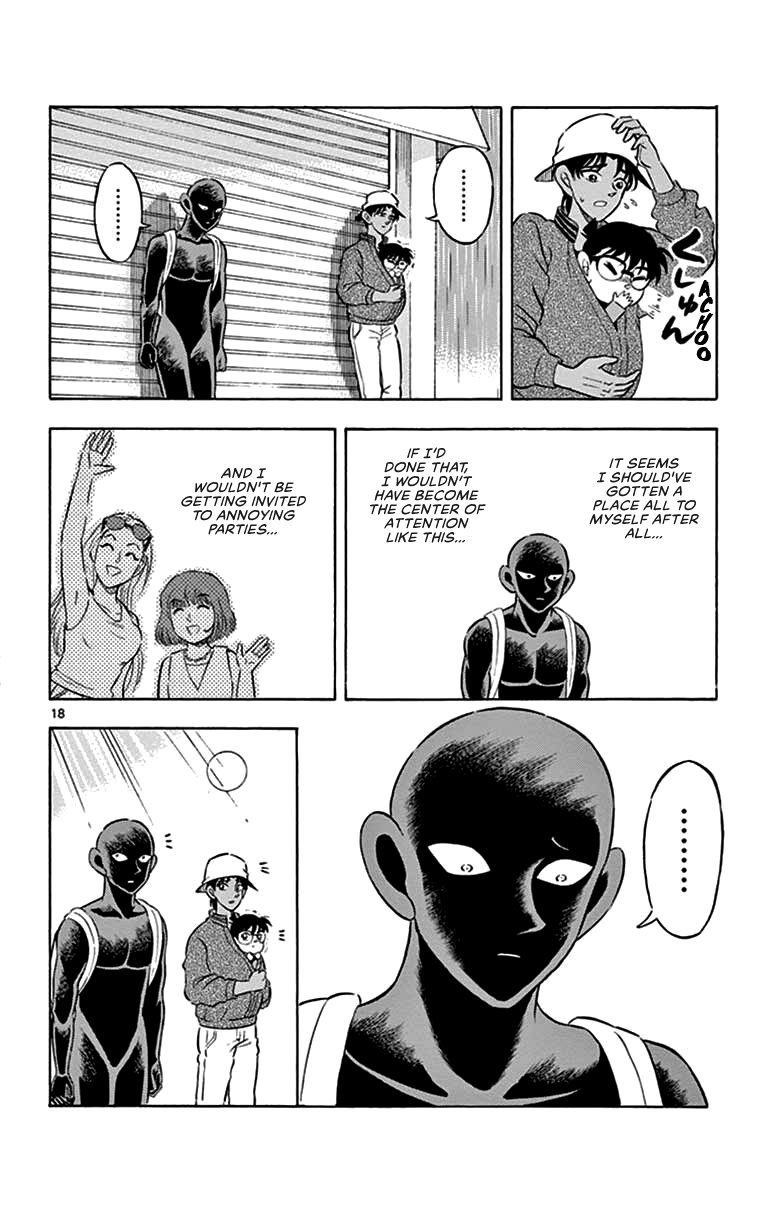 くしゅん
ACHOO
………
………
IT SEEMS
I SHOULD'VE
GOTTEN A
PLACE ALL TO
MYSELF AFTER
ALL...
IF I'D
DONE THAT,
I WOULDN'T
HAVE BECOME
THE CENTER OF
ATTENTION
LIKE THIS...
AND I
WOULDN'T BE
GETTING INVITED
TO ANNOYING
PARTIES...
18
………